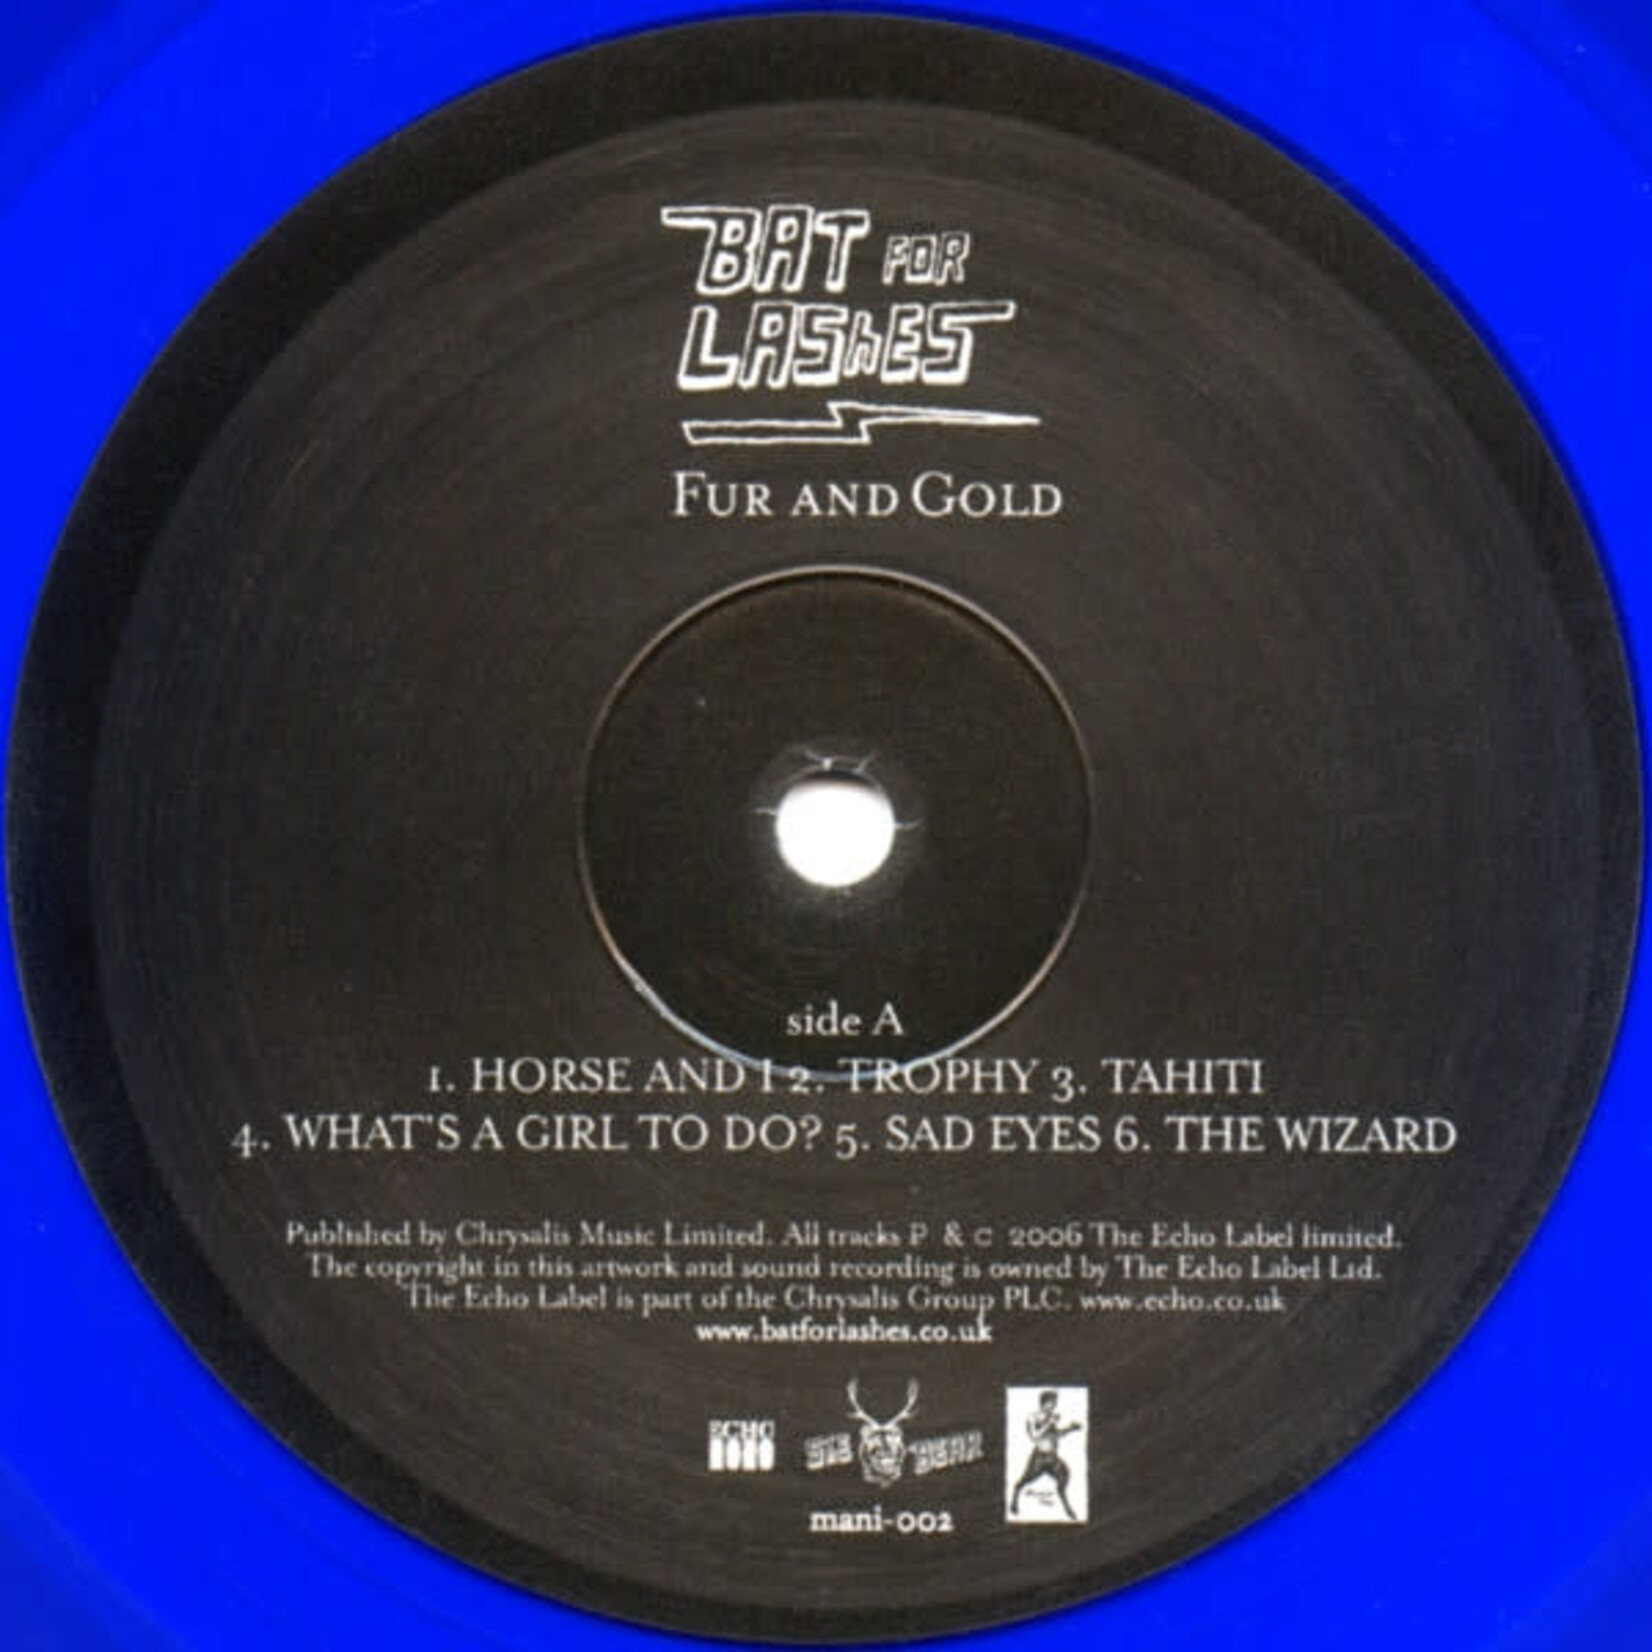 BAT FOR
LASHES
FUR AND GOLD
side A
1. HORSE AND I 2. TROPHY 3. TAHITI
4. WHAT'S A GIRL TO DO? 5. SAD EYES 6. THE WIZARD
Published by Chrysalis Music Limited. All tracks P & C 2006 The Echo Label limited.
The copyright in this artwork and sound recording is owned by The Echo Label Ltd.
The Echo Label is part of the Chrysalis Group PLC. www.echo.co.uk
www.batforlashes.co.uk
ECHO
SHE BEAR
mani-002